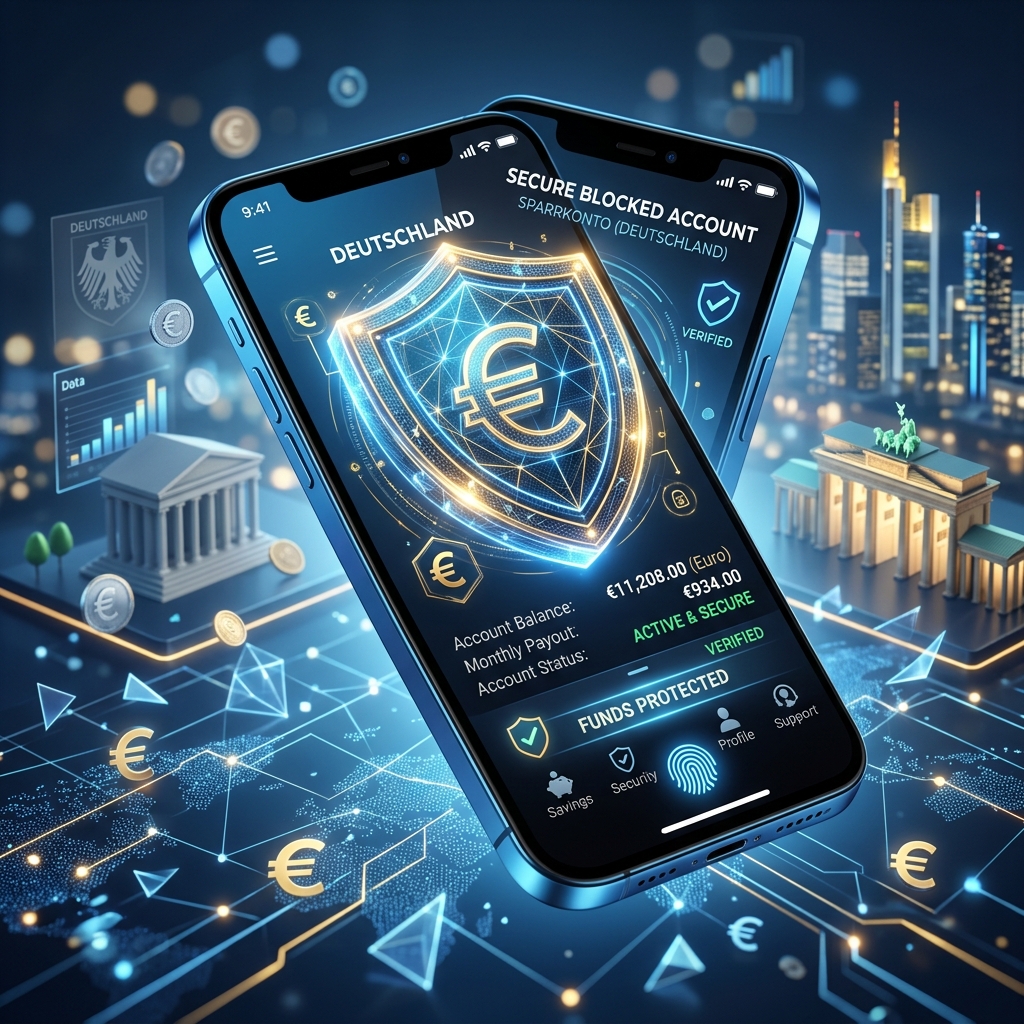 9:41
DEUTSCHLAND
SECURE BLOCKED ACCOUNT
SPARRKONTO (DEUTSCHLAND)
VERIFIED
DEUTSCHLAND
Data
€
Account Balance: €11,208.00 (Euro)
Monthly Payout: €934.00
Account Status: ACTIVE & SECURE
VERIFIED
FUNDS PROTECTED
Savings
Security
Profile
Support